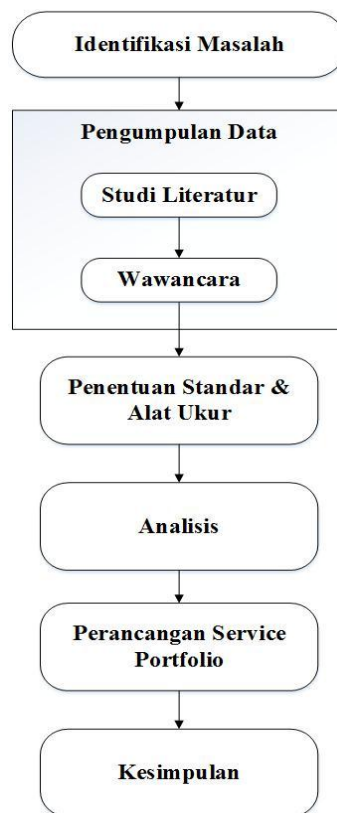 Identifikasi Masalah
Pengumpulan Data
Studi Literatur
Wawancara
Penentuan Standar &
Alat Ukur
Analisis
Perancangan Service
Portfolio
Kesimpulan